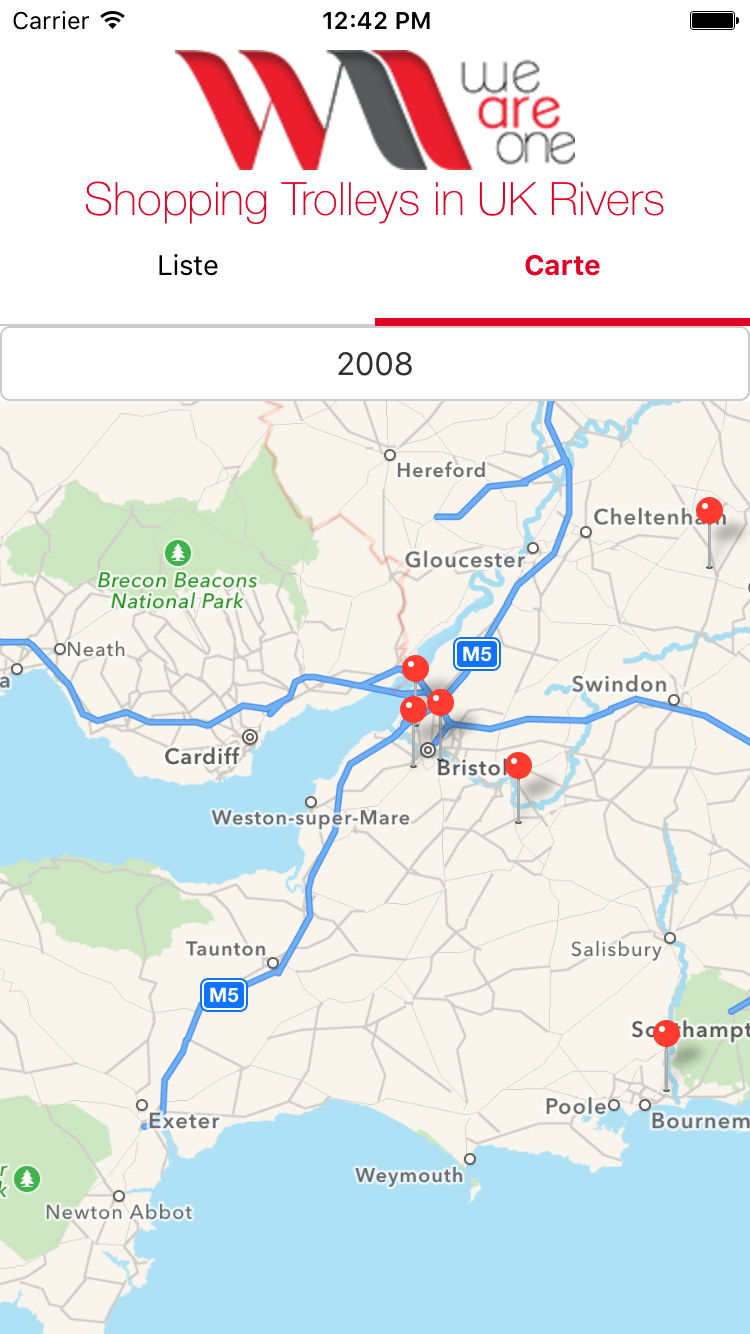 Carrier 12:42 PM
we
are
one
Shopping Trolleys in UK Rivers
Liste Carte
2008
Hereford
Cheltenham
Gloucester
Brecon Beacons
National Park
Neath
a
M5
Swindon
Cardiff
Bristol
Weston-super-Mare
Taunton
Salisbury
M5
Southampt
Poole
Bournem
Exeter
Weymouth
r
k
Newton Abbot